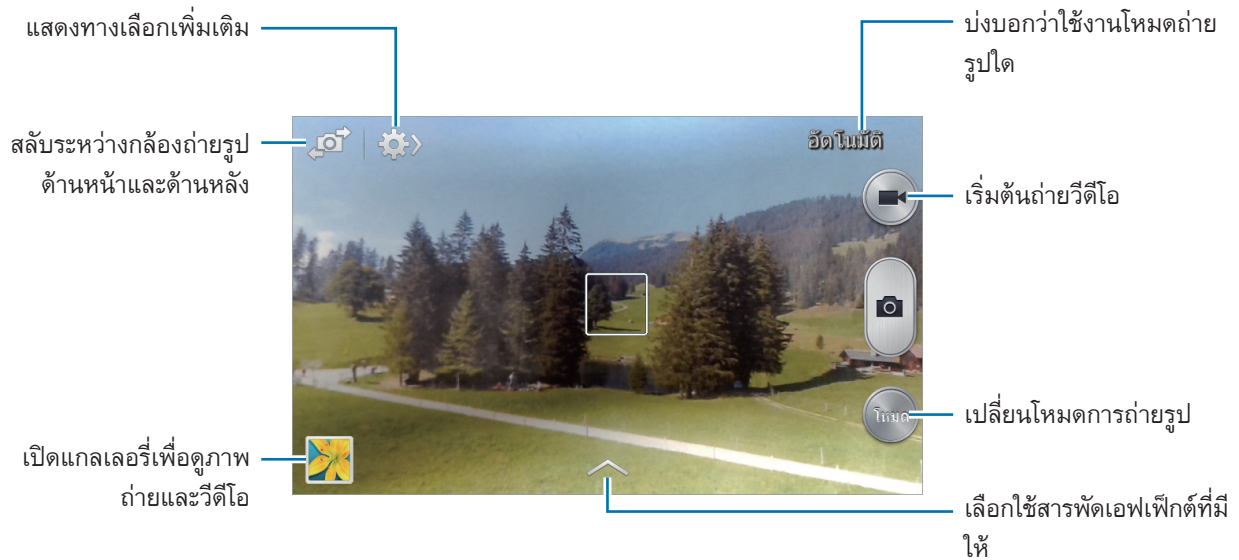 แสดงทางเลือกเพิ่มเติม
บ่งบอกว่าใช้งานโหมดถ่าย
รูปใด
สลับระหว่างกล้องถ่ายรูป
ด้านหน้าและด้านหลัง
อัตโนมัติ
เริ่มต้นถ่ายวีดีโอ
โหมด
เปลี่ยนโหมดการถ่ายรูป
เปิดแกลเลอรี่เพื่อดูภาพ
ถ่ายและวีดีโอ
เลือกใช้สารพัดเอฟเฟ็กต์ที่มี
ให้